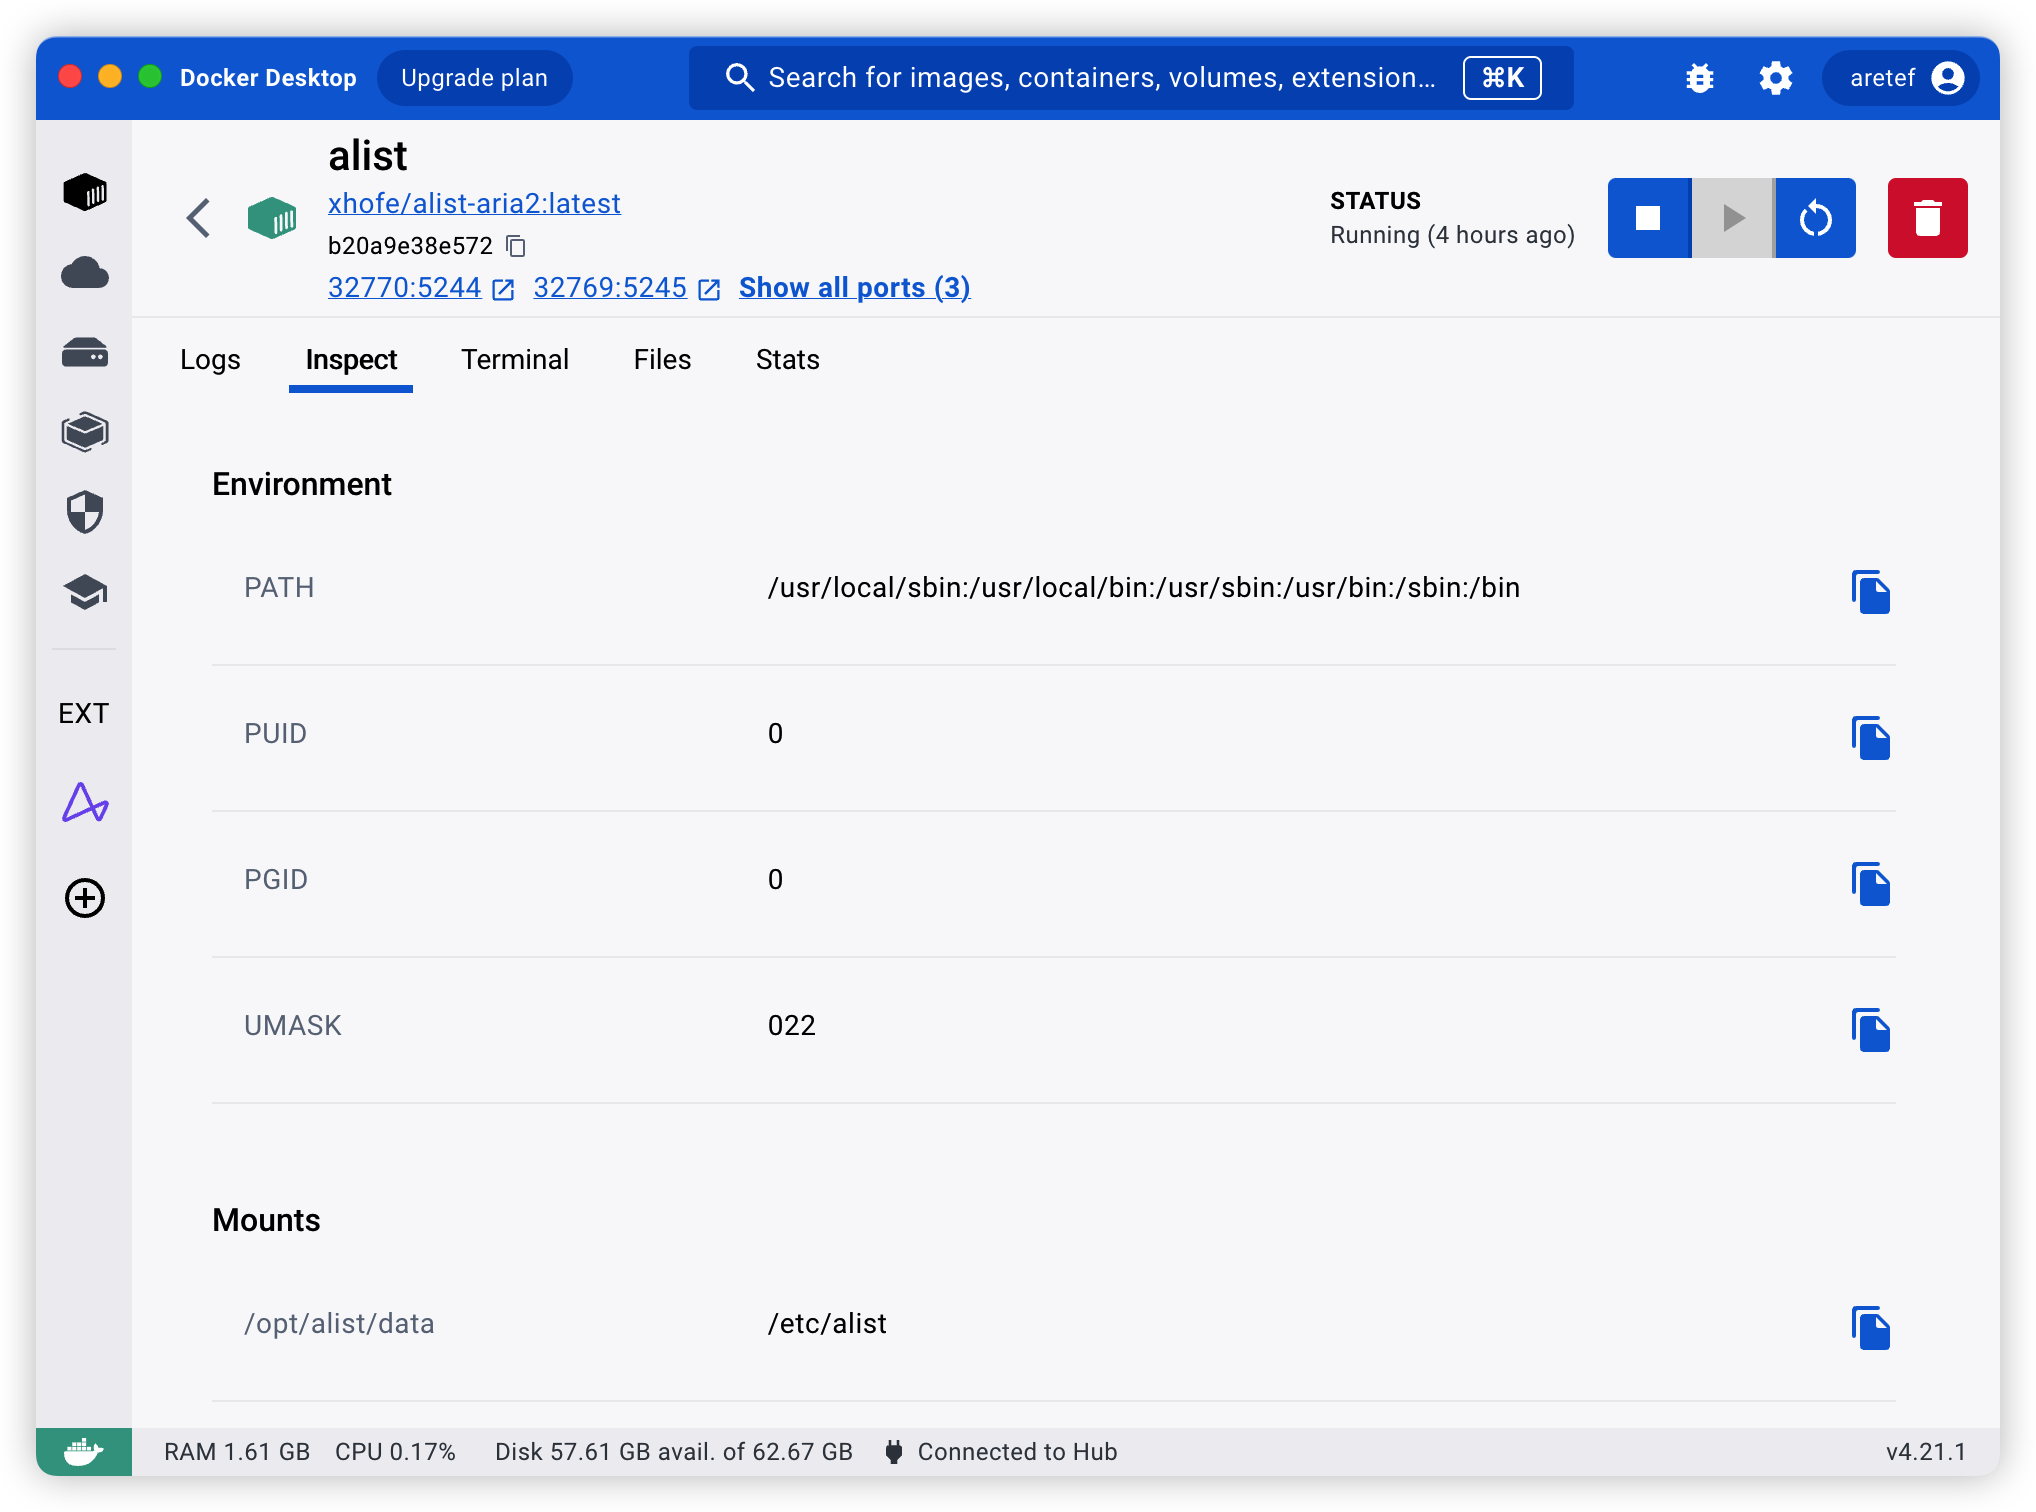 Docker Desktop Upgrade plan Search for images, containers, volumes, extension... ⌘K aretef
alist
xhofe/alist-aria2:latest
b20a9e38e572
32770:5244 32769:5245 Show all ports (3)
STATUS
Running (4 hours ago)
Logs Inspect Terminal Files Stats
EXT
Environment
PATH /usr/local/sbin:/usr/local/bin:/usr/sbin:/usr/bin:/sbin:/bin
PUID 0
PGID 0
UMASK 022
Mounts
/opt/alist/data /etc/alist
RAM 1.61 GB CPU 0.17% Disk 57.61 GB avail. of 62.67 GB Connected to Hub v4.21.1